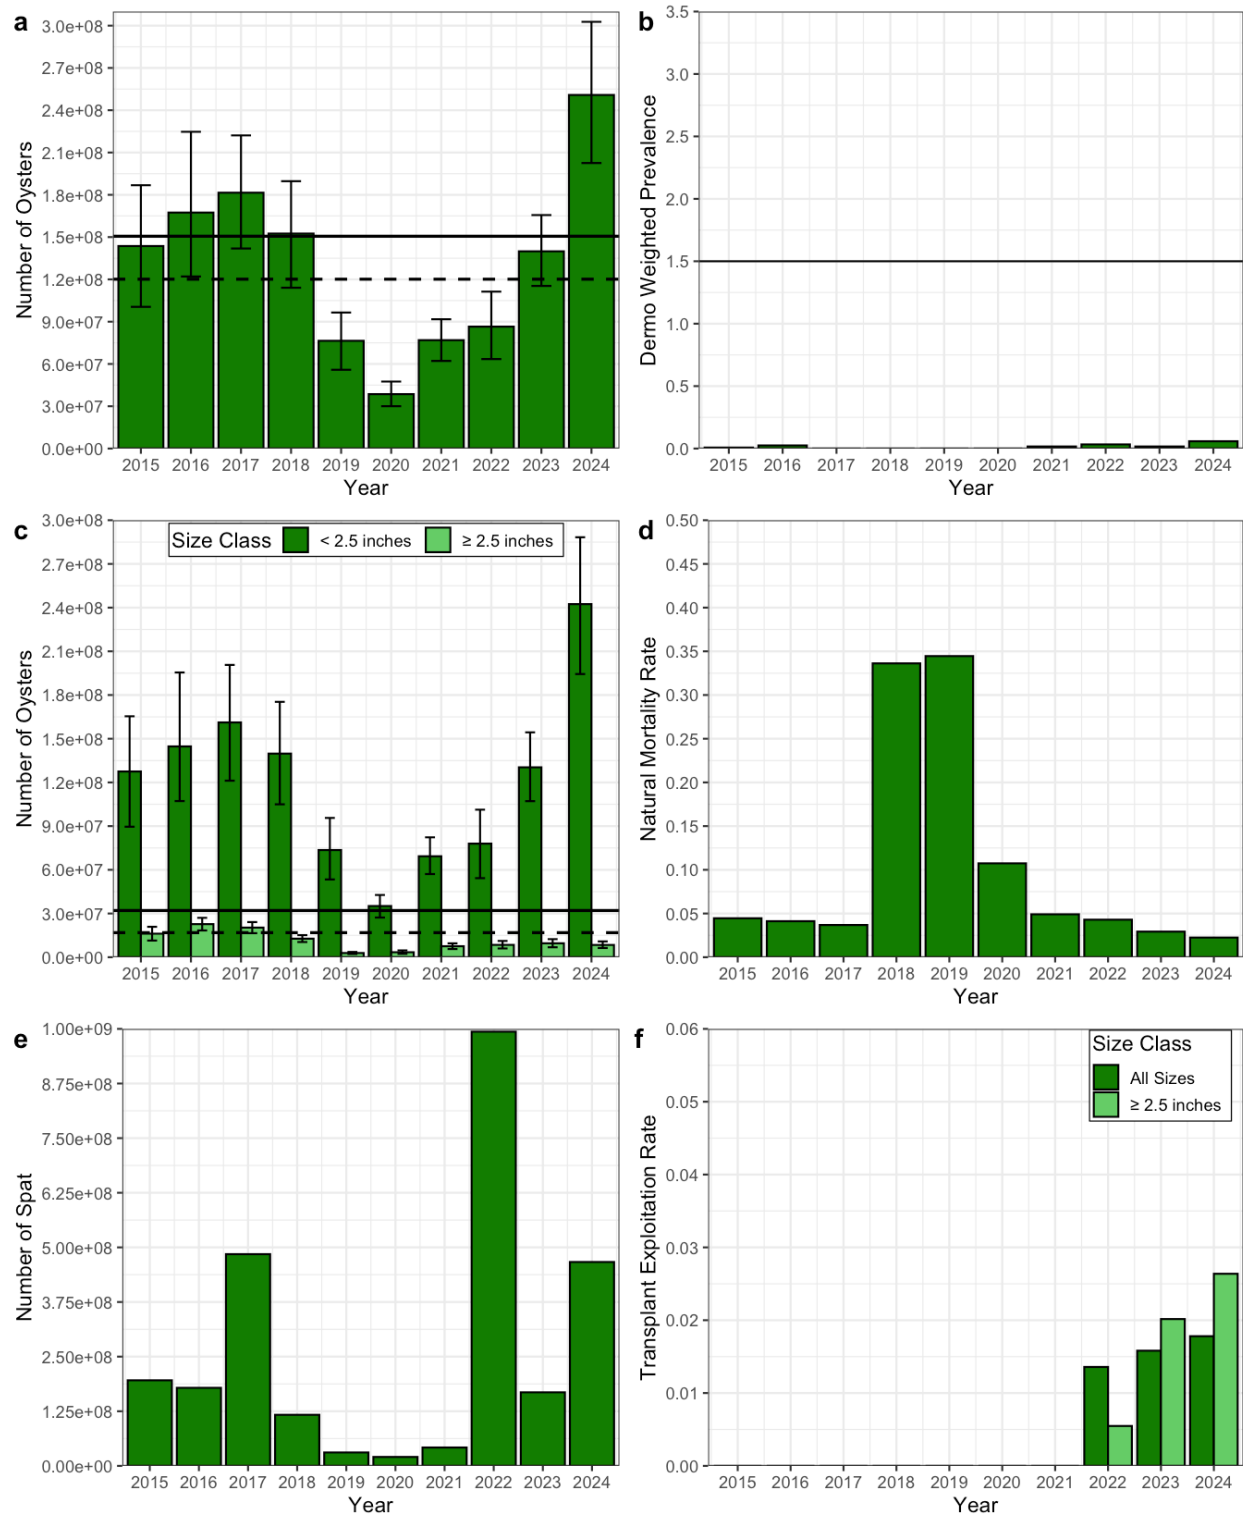 a
Number of Oysters
3.0e+08
2.7e+08
2.4e+08
2.1e+08
1.8e+08
1.5e+08
1.2e+08
9.0e+07
6.0e+07
3.0e+07
0.0e+00
2015 2016 2017 2018 2019 2020 2021 2022 2023 2024
Year
b
Dermo Weighted Prevalence
3.5
3.0
2.5
2.0
1.5
1.0
0.5
0.0
2015 2016 2017 2018 2019 2020 2021 2022 2023 2024
Year
c
Size Class < 2.5 inches ≥ 2.5 inches
Number of Oysters
3.0e+08
2.7e+08
2.4e+08
2.1e+08
1.8e+08
1.5e+08
1.2e+08
9.0e+07
6.0e+07
3.0e+07
0.0e+00
2015 2016 2017 2018 2019 2020 2021 2022 2023 2024
Year
d
Natural Mortality Rate
0.50
0.45
0.40
0.35
0.30
0.25
0.20
0.15
0.10
0.05
0.00
2015 2016 2017 2018 2019 2020 2021 2022 2023 2024
Year
e
Number of Spat
1.00e+09
8.75e+08
7.50e+08
6.25e+08
5.00e+08
3.75e+08
2.50e+08
1.25e+08
0.00e+00
2015 2016 2017 2018 2019 2020 2021 2022 2023 2024
Year
f
Size Class
All Sizes
≥ 2.5 inches
Transplant Exploitation Rate
0.06
0.05
0.04
0.03
0.02
0.01
0.00
2015 2016 2017 2018 2019 2020 2021 2022 2023 2024
Year